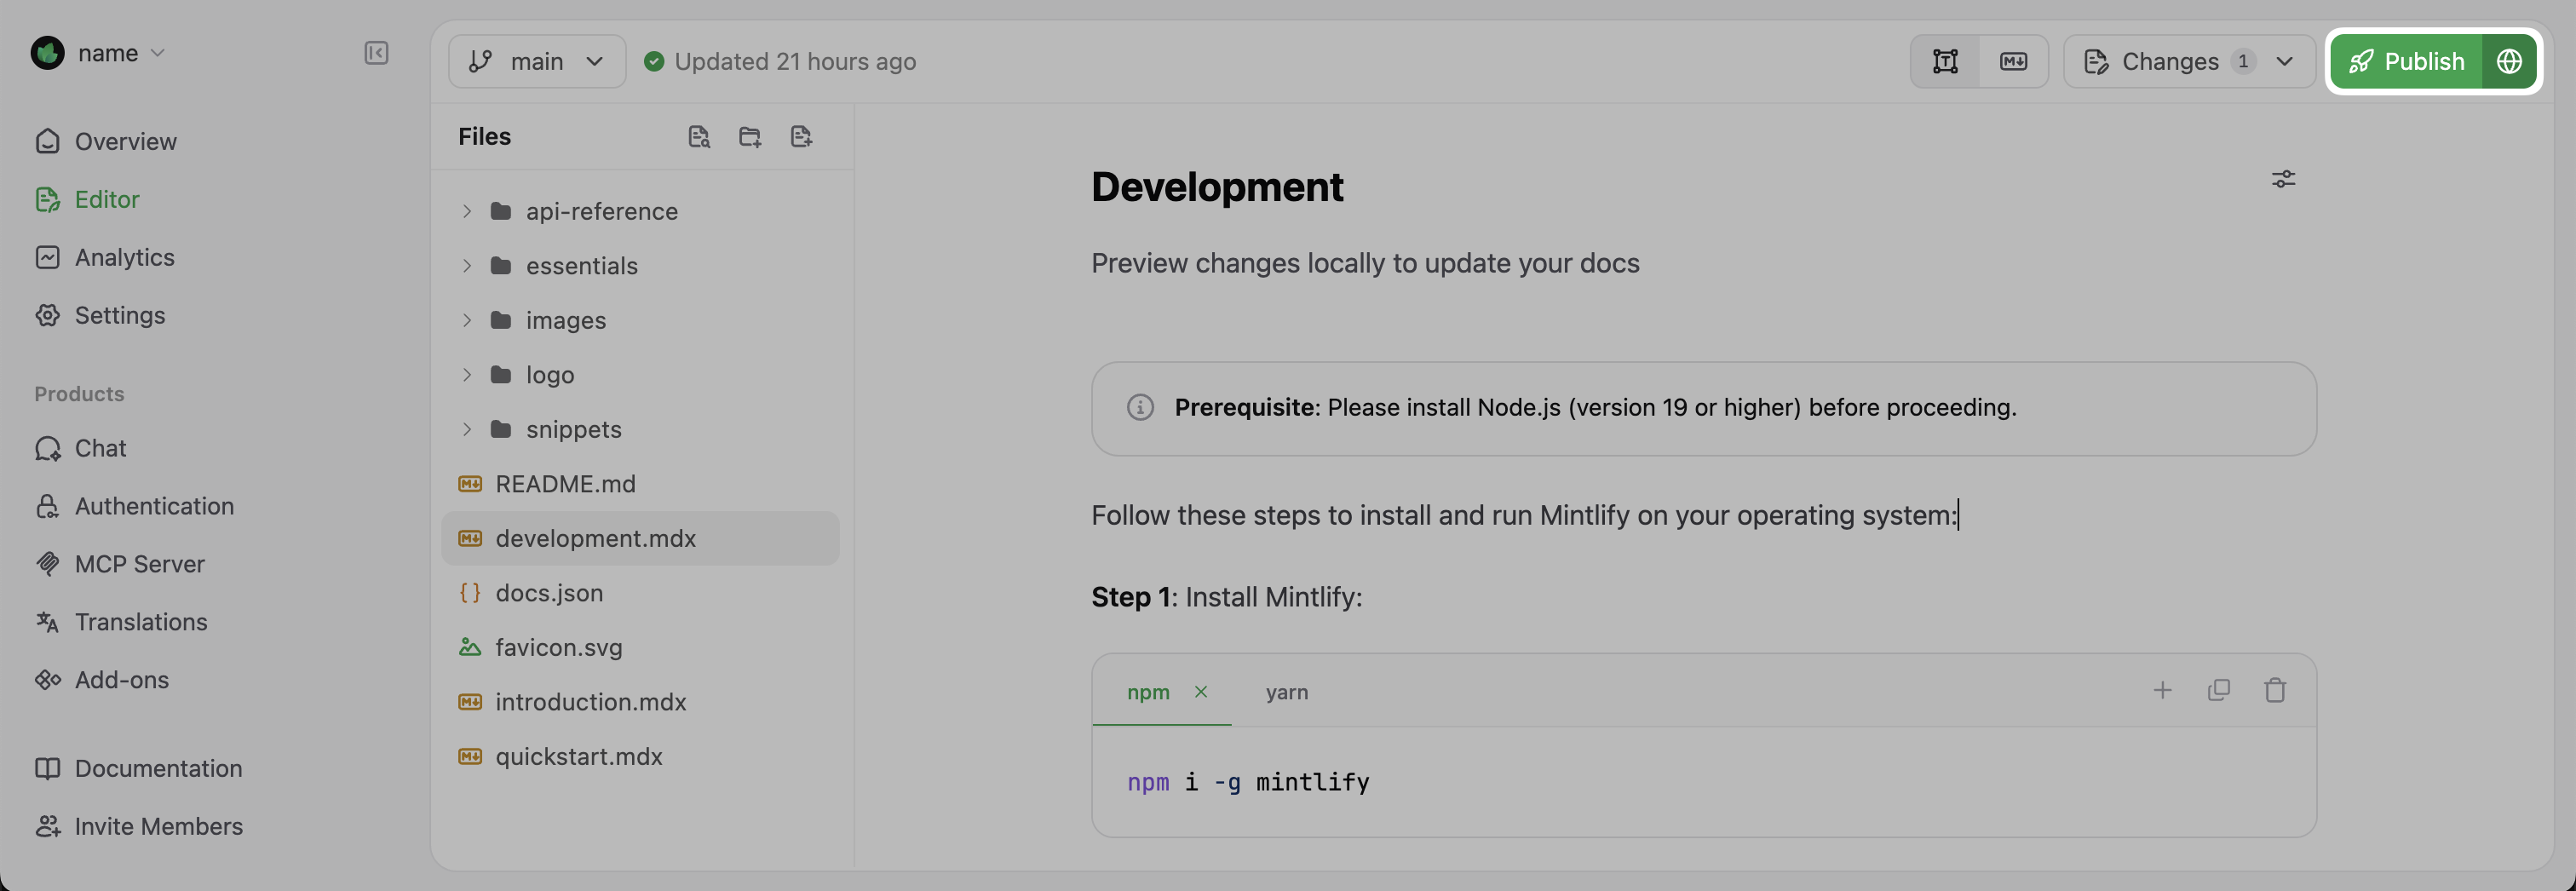 name
Overview
Editor
Analytics
Settings
Products
Chat
Authentication
MCP Server
Translations
Add-ons
Documentation
Invite Members
main
Updated 21 hours ago
Changes 1
Publish
Files
api-reference
essentials
images
logo
snippets
README.md
development.mdx
docs.json
favicon.svg
introduction.mdx
quickstart.mdx
Development
Preview changes locally to update your docs
Prerequisite: Please install Node.js (version 19 or higher) before proceeding.
Follow these steps to install and run Mintlify on your operating system:
Step 1: Install Mintlify:
npm yarn
npm i -g mintlify